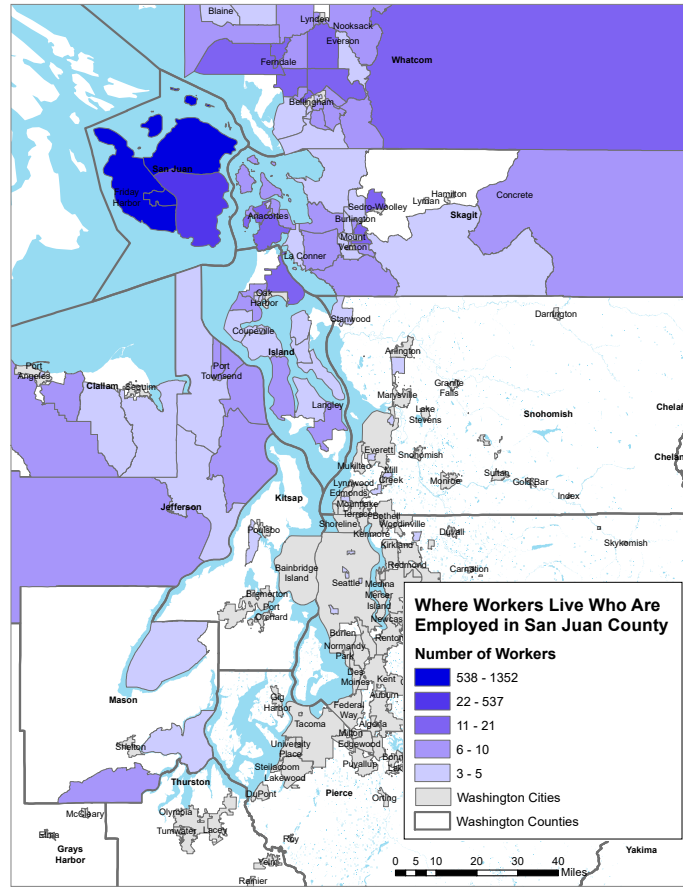 Blaine
Lynden
Nooksack
Everson
Ferndale
Whatcom
Bellingham
San Juan
Friday
Harbor
Anacortes
Sedro-Woolley
Lyman
Hamilton
Concrete
Burlington
Skagit
Mount
Vernon
La Conner
Oak
Harbor
Stanwood
Darrington
Coupeville
Island
Arlington
Port
Angeles
Clallam
Sequim
Port
Townsend
Marysville
Granite
Falls
Langley
Lake
Stevens
Snohomish
Chelan
Everett
Snohomish
Mukilteo
Mill
Creek
Monroe
Sultan
Gold Bar
Index
Lynnwood
Edmonds
Mountlake
Terrace
Bothell
Jefferson
Kitsap
Shoreline
Woodinville
Kenmore
Duvall
Skykomish
Poulsbo
Kirkland
Redmond
Carnation
Bainbridge
Island
Seattle
Medina
Mercer
Island
Bremerton
Port
Orchard
Newcas
Burien
Renton
Normandy
Park
Des
Moines
Kent
Auburn
Mason
Gig
Harbor
Federal
Way
Tacoma
Algona
Milton
Edgewood
Shelton
University
Place
Steilacoom
Lakewood
Puyallup
Bonn
Lak
Thurston
DuPont
Pierce
Orting
McCleary
Olympia
Elma
Tumwater
Lacey
Grays
Harbor
Roy
Yelm
Rainier
Yakima
Where Workers Live Who Are
Employed in San Juan County
Number of Workers
538 - 1352
22 - 537
11 - 21
6 - 10
3 - 5
Washington Cities
Washington Counties
0 5 10 20 30 40
Miles